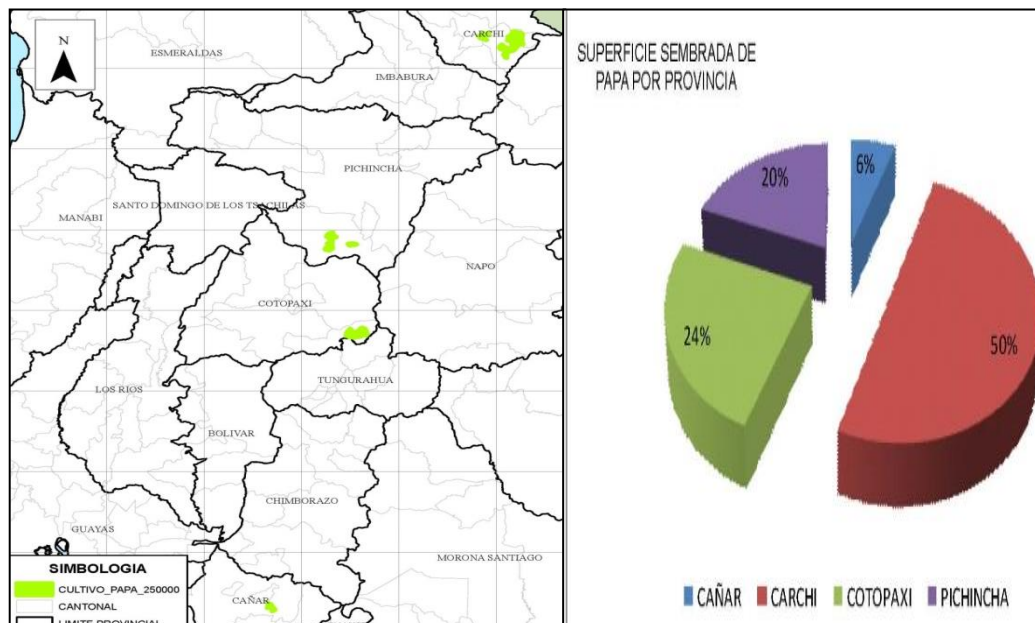 N
CARCHI
ESMERALDAS
IMBABURA
PICHINCHA
MANABI
SANTO DOMINGO DE LOS TSACHILAS
NAPO
COTOPAXI
TUNGURAHUA
LOS RIOS
BOLIVAR
CHIMBORAZO
GUAYAS
MORONA SANTIAGO
CAÑAR
SIMBOLOGIA
CULTIVO_PAPA_250000
CANTONAL
LIMITE PROVINCIAL
SUPERFICIE SEMBRADA DE
PAPA POR PROVINCIA
6%
20%
24%
50%
CAÑAR CARCHI COTOPAXI PICHINCHA